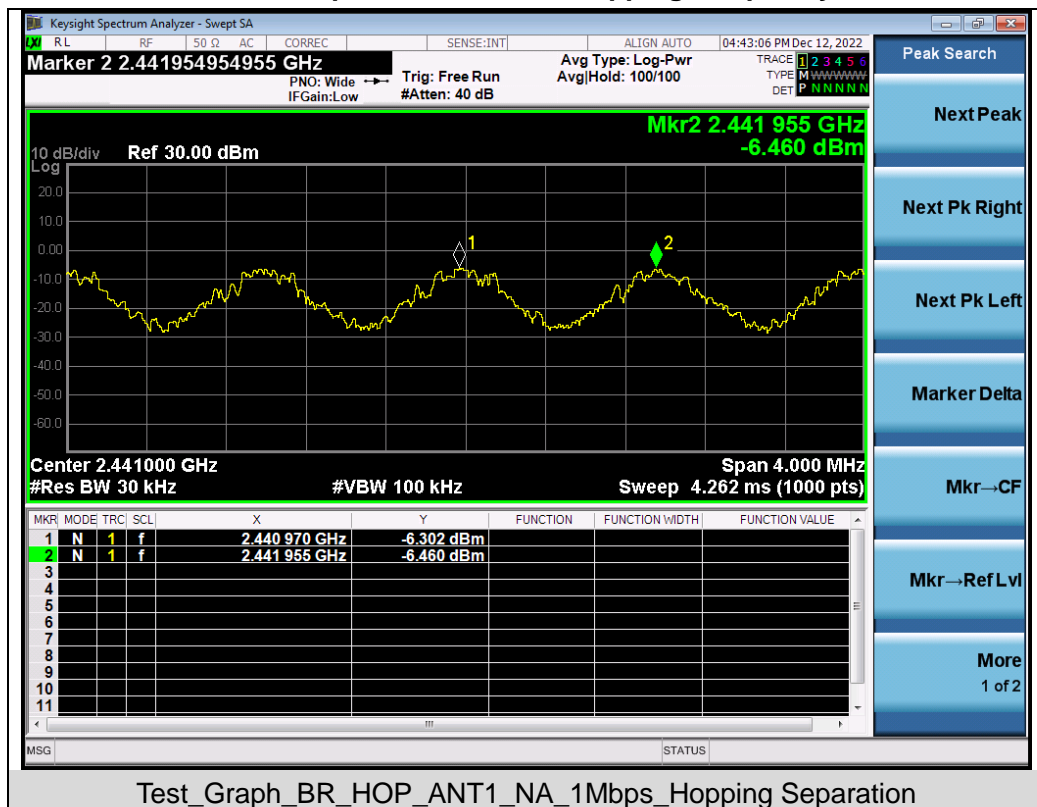 Keysight Spectrum Analyzer - Swept SA
LXI RL RF 50 Ω AC CORREC SENSE:INT ALIGN AUTO 04:43:06 PM Dec 12, 2022
Marker 2 2.441954954955 GHz
PNO: Wide
IFGain:Low
Trig: Free Run
#Atten: 40 dB
Avg Type: Log-Pwr
Avg|Hold: 100/100
TRACE 1 2 3 4 5 6
TYPE M WWWWW
DET P N N N N N
Mkr2 2.441 955 GHz
-6.460 dBm
10 dB/div Ref 30.00 dBm
Log
20.0
10.0
0.00
-10.0
-20.0
-30.0
-40.0
-50.0
-60.0
1
2
Center 2.441000 GHz Span 4.000 MHz
#Res BW 30 kHz #VBW 100 kHz Sweep 4.262 ms (1000 pts)
MKR MODE TRC SCL X Y FUNCTION FUNCTION WIDTH FUNCTION VALUE
1 N 1 f 2.440 970 GHz -6.302 dBm
2 N 1 f 2.441 955 GHz -6.460 dBm
3
4
5
6
7
8
9
10
11
MSG STATUS
Peak Search
Next Peak
Next Pk Right
Next Pk Left
Marker Delta
Mkr→CF
Mkr→Ref Lvl
More
1 of 2
Test_Graph_BR_HOP_ANT1_NA_1Mbps_Hopping Separation